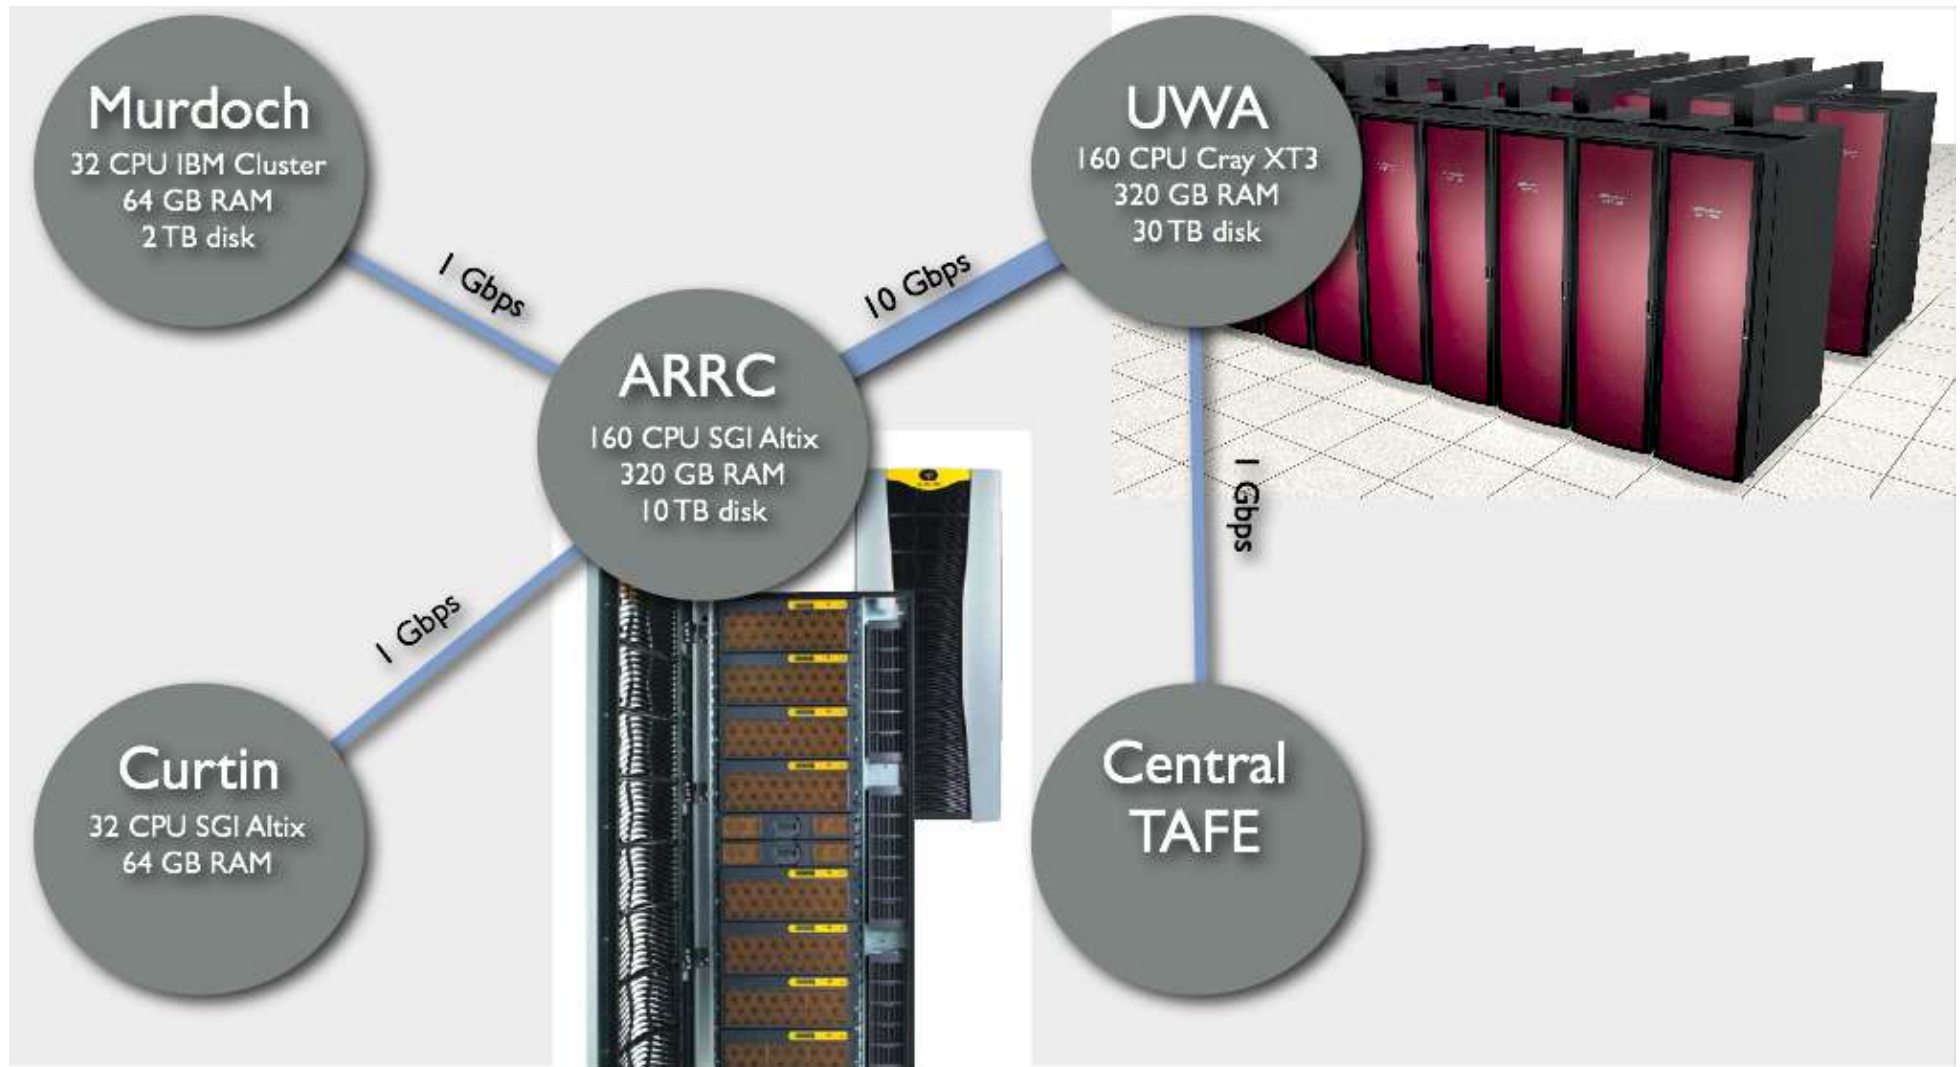 Murdoch
32 CPU IBM Cluster
64 GB RAM
2 TB disk
1 Gbps
UWA
160 CPU Cray XT3
320 GB RAM
30 TB disk
10 Gbps
ARRC
160 CPU SGI Altix
320 GB RAM
10 TB disk
1 Gbps
1 Gbps
Curtin
32 CPU SGI Altix
64 GB RAM
Central
TAFE